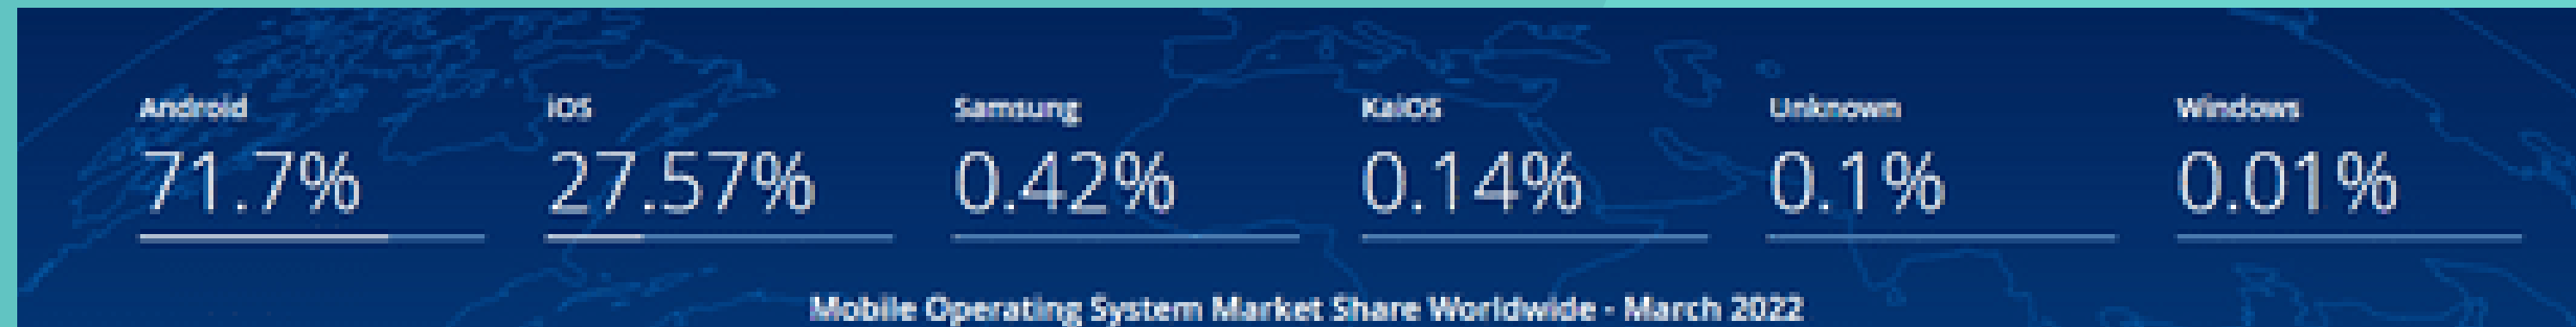 Android iOS Samsung KaiOS Unknown Windows
71.7% 27.57% 0.42% 0.14% 0.1% 0.01%
Mobile Operating System Market Share Worldwide - March 2022